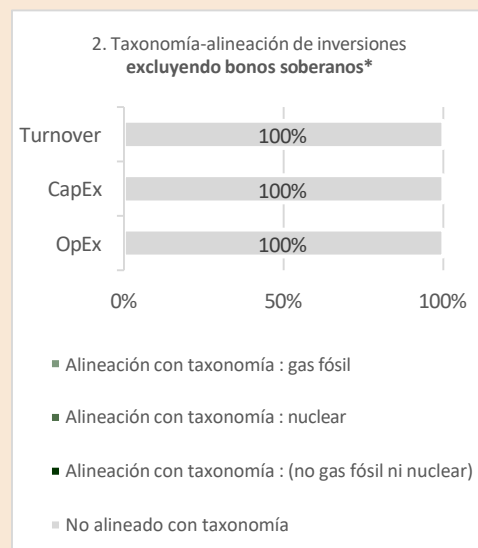 2. Taxonomía-alineación de inversiones
excluyendo bonos soberanos*
Turnover 100%
CapEx 100%
OpEx 100%
0% 50% 100%
Alineación con taxonomía : gas fósil
Alineación con taxonomía : nuclear
Alineación con taxonomía : (no gas fósil ni nuclear)
No alineado con taxonomía